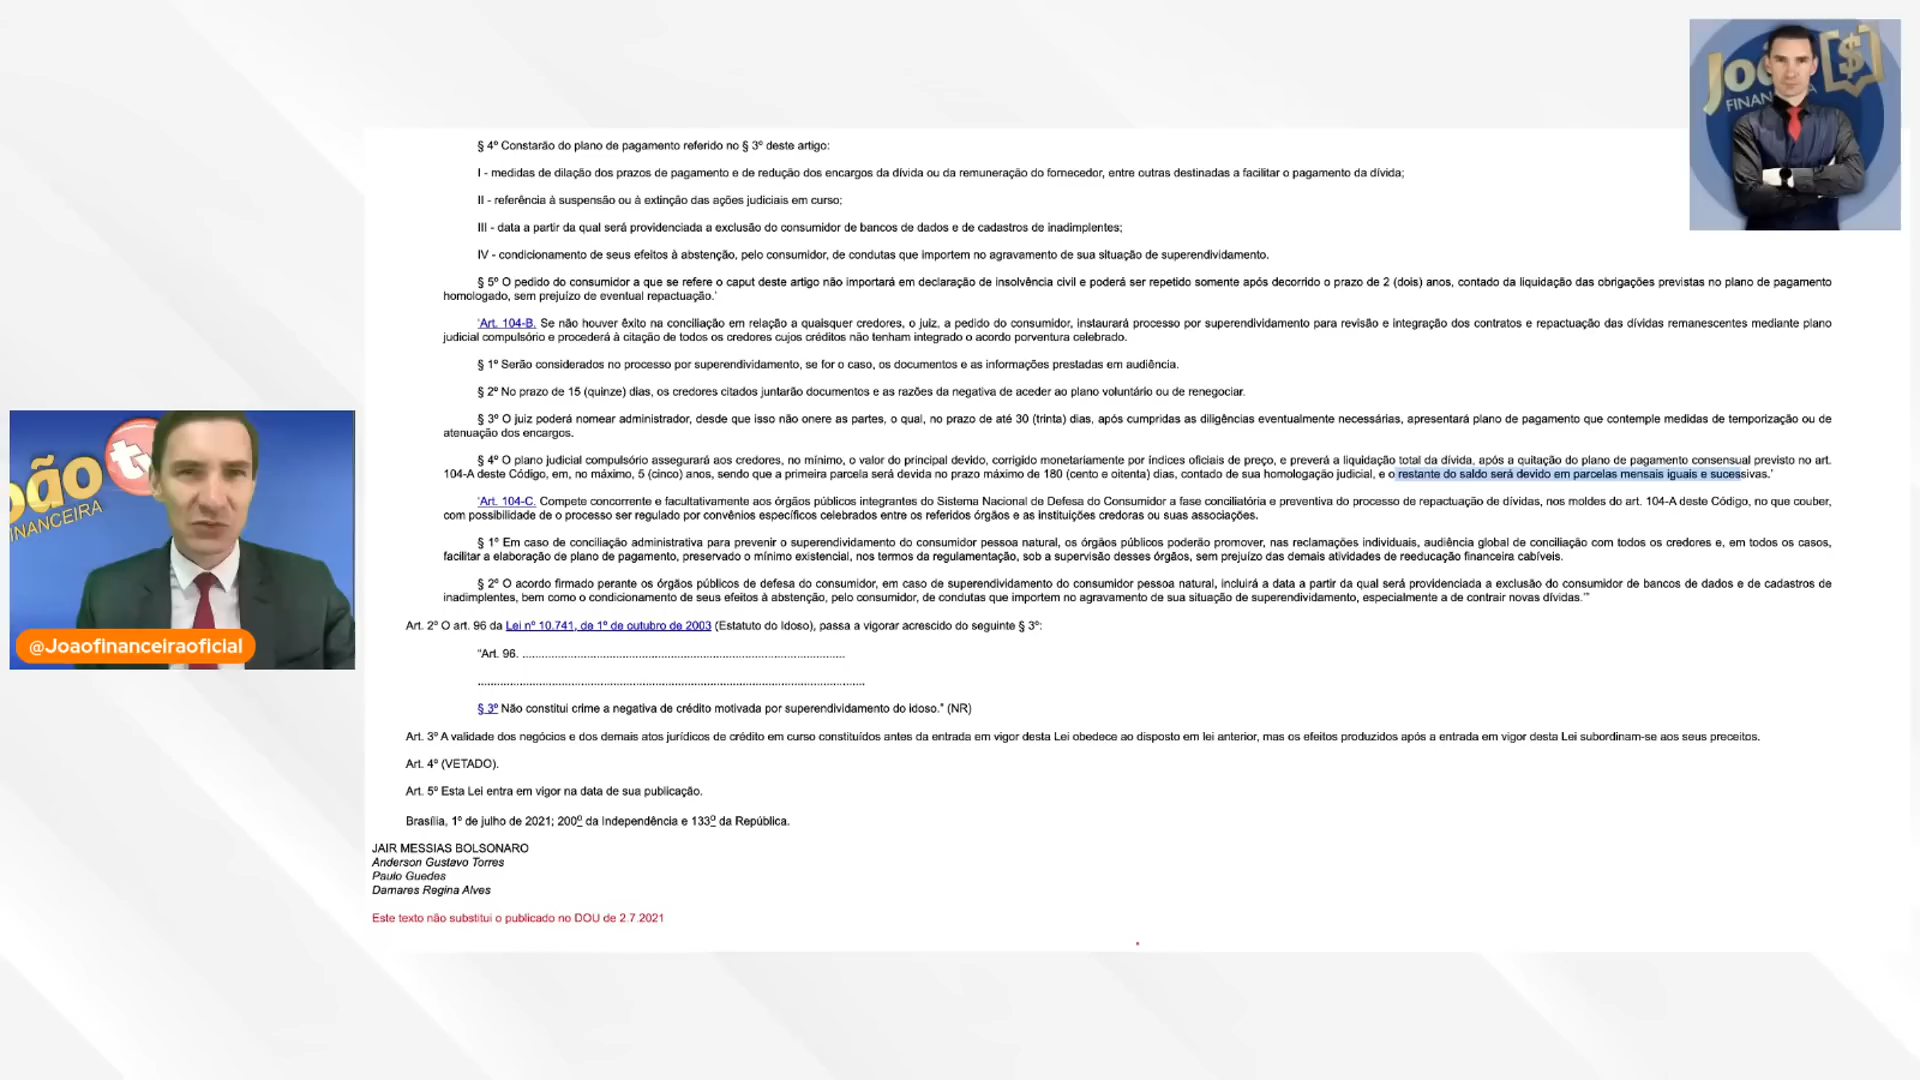 João $
FINANCEIRA
§ 4º Constarão do plano de pagamento referido no § 3º deste artigo:
I - medidas de dilação dos prazos de pagamento e de redução dos encargos da dívida ou da remuneração do fornecedor, entre outras destinadas a facilitar o pagamento da dívida;
II - referência à suspensão ou à extinção das ações judiciais em curso;
III - data a partir da qual será providenciada a exclusão do consumidor de bancos de dados e de cadastros de inadimplentes;
IV - condicionamento de seus efeitos à abstenção, pelo consumidor, de condutas que importem no agravamento de sua situação de superendividamento.
§ 5º O pedido do consumidor a que se refere o caput deste artigo não importará em declaração de insolvência civil e poderá ser repetido somente após decorrido o prazo de 2 (dois) anos, contado da liquidação das obrigações previstas no plano de pagamento
homologado, sem prejuízo de eventual repactuação.'
'Art. 104-B. Se não houver êxito na conciliação em relação a quaisquer credores, o juiz, a pedido do consumidor, instaurará processo por superendividamento para revisão e integração dos contratos e repactuação das dívidas remanescentes mediante plano
judicial compulsório e procederá à citação de todos os credores cujos créditos não tenham integrado o acordo porventura celebrado.
§ 1º Serão considerados no processo por superendividamento, se for o caso, os documentos e as informações prestadas em audiência.
§ 2º No prazo de 15 (quinze) dias, os credores citados juntarão documentos e as razões da negativa de aceder ao plano voluntário ou de renegociar.
§ 3º O juiz poderá nomear administrador, desde que isso não onere as partes, o qual, no prazo de até 30 (trinta) dias, após cumpridas as diligências eventualmente necessárias, apresentará plano de pagamento que contemple medidas de temporização ou de
atenuação dos encargos.
§ 4º O plano judicial compulsório assegurará aos credores, no mínimo, o valor do principal devido, corrigido monetariamente por índices oficiais de preço, e preverá a liquidação total da dívida, após a quitação do plano de pagamento consensual previsto no art.
104-A deste Código, em, no máximo, 5 (cinco) anos, sendo que a primeira parcela será devida no prazo máximo de 180 (cento e oitenta) dias, contado de sua homologação judicial, e o restante do saldo será devido em parcelas mensais iguais e sucessivas.'
'Art. 104-C. Compete concorrente e facultativamente aos órgãos públicos integrantes do Sistema Nacional de Defesa do Consumidor a fase conciliatória e preventiva do processo de repactuação de dívidas, nos moldes do art. 104-A deste Código, no que couber,
com possibilidade de o processo ser regulado por convênios específicos celebrados entre os referidos órgãos e as instituições credoras ou suas associações.
§ 1º Em caso de conciliação administrativa para prevenir o superendividamento do consumidor pessoa natural, os órgãos públicos poderão promover, nas reclamações individuais, audiência global de conciliação com todos os credores e, em todos os casos,
facilitar a elaboração de plano de pagamento, preservado o mínimo existencial, nos termos da regulamentação, sob a supervisão desses órgãos, sem prejuízo das demais atividades de reeducação financeira cabíveis.
§ 2º O acordo firmado perante os órgãos públicos de defesa do consumidor, em caso de superendividamento do consumidor pessoa natural, incluirá a data a partir da qual será providenciada a exclusão do consumidor de bancos de dados e de cadastros de
inadimplentes, bem como o condicionamento de seus efeitos à abstenção, pelo consumidor, de condutas que importem no agravamento de sua situação de superendividamento, especialmente a de contrair novas dívidas.'"
Art. 2º O art. 96 da Lei nº 10.741, de 1º de outubro de 2003 (Estatuto do Idoso), passa a vigorar acrescido do seguinte § 3º:
"Art. 96. ........................................................................................................
........................................................................................................................
§ 3º Não constitui crime a negativa de crédito motivada por superendividamento do idoso." (NR)
Art. 3º A validade dos negócios e dos demais atos jurídicos de crédito em curso constituídos antes da entrada em vigor desta Lei obedece ao disposto em lei anterior, mas os efeitos produzidos após a entrada em vigor desta Lei subordinam-se aos seus preceitos.
Art. 4º (VETADO).
Art. 5º Esta Lei entra em vigor na data de sua publicação.
Brasília, 1º de julho de 2021; 200º da Independência e 133º da República.
JAIR MESSIAS BOLSONARO
Anderson Gustavo Torres
Paulo Guedes
Damares Regina Alves
Este texto não substitui o publicado no DOU de 2.7.2021
oão tv
INANCEIRA
@Joaofinanceiraoficial